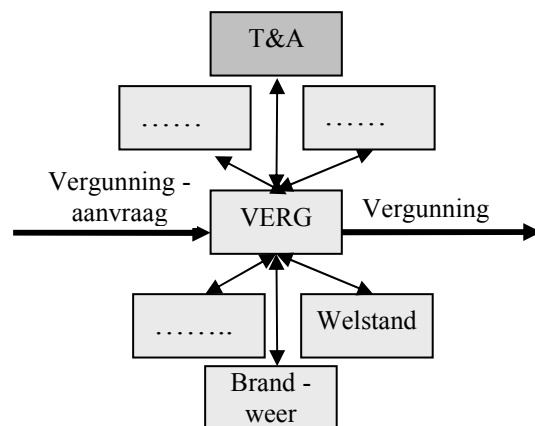 T&A
……
……
Vergunning -
aanvraag
VERG
Vergunning
……..
Welstand
Brand -
weer